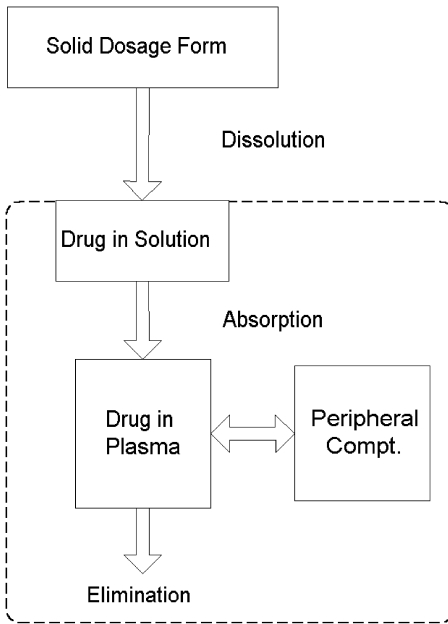 Solid Dosage Form
Dissolution
Drug in Solution
Absorption
Drug in
Plasma
Peripheral
Compt.
Elimination